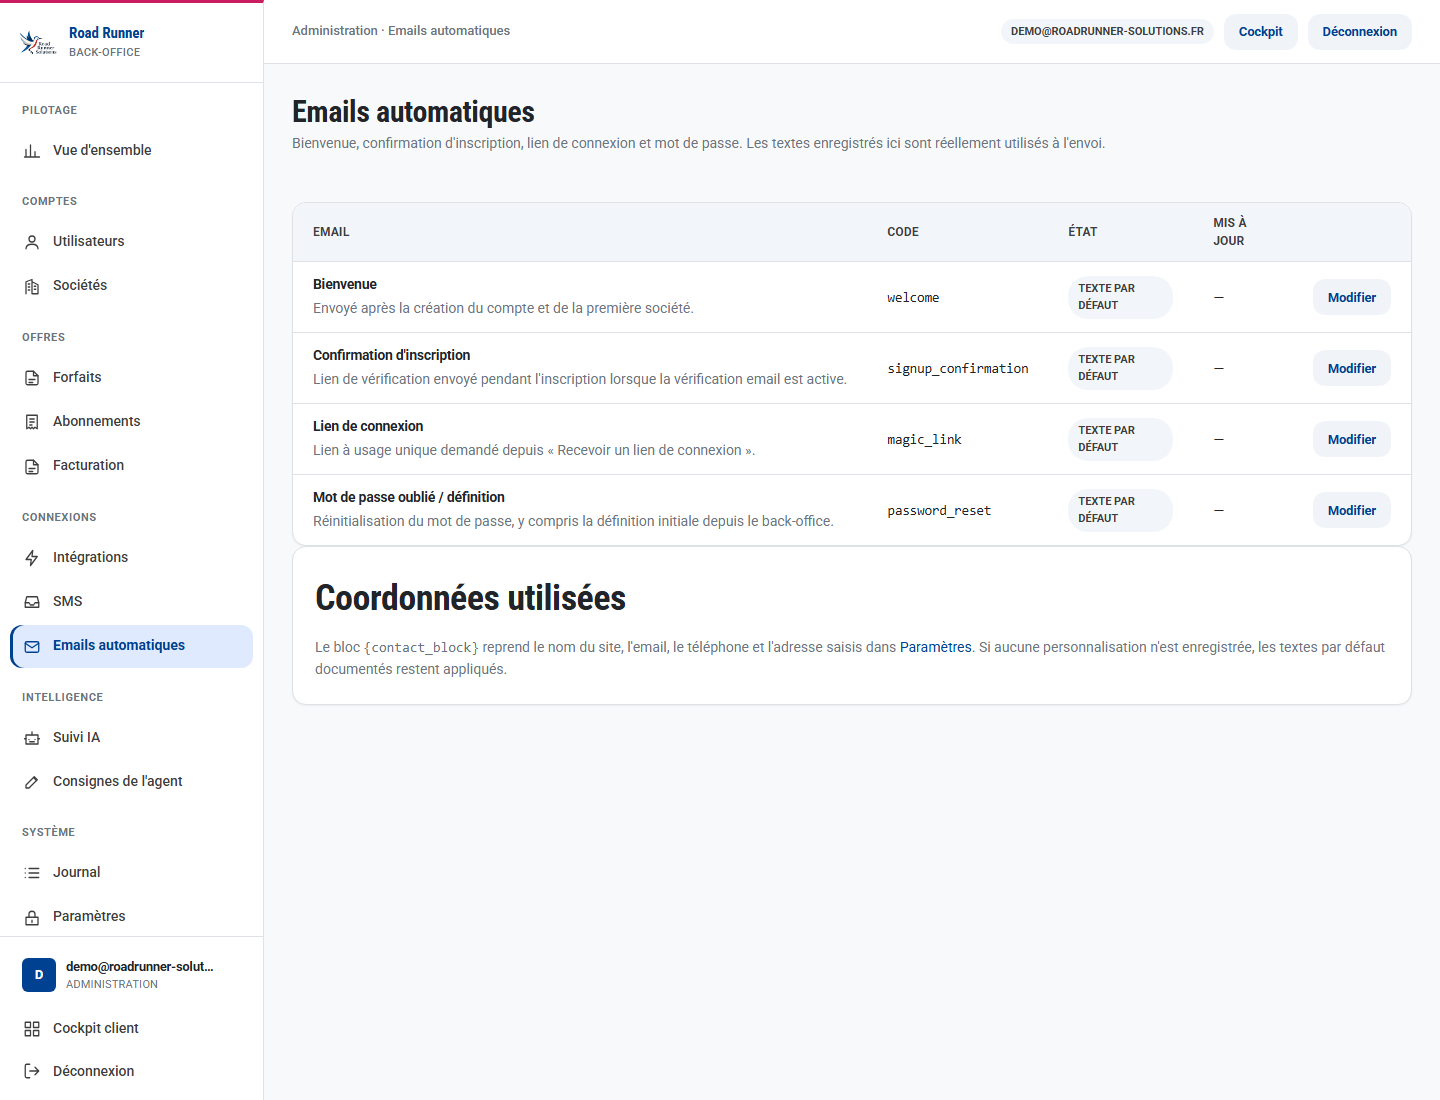 Road Runner
BACK-OFFICE
PILOTAGE
Vue d'ensemble
COMPTES
Utilisateurs
Sociétés
OFFRES
Forfaits
Abonnements
Facturation
CONNEXIONS
Intégrations
SMS
Emails automatiques
INTELLIGENCE
Suivi IA
Consignes de l'agent
SYSTÈME
Journal
Paramètres
D
demo@roadrunner-solut...
ADMINISTRATION
Cockpit client
Déconnexion
Administration · Emails automatiques
DEMO@ROADRUNNER-SOLUTIONS.FR
Cockpit
Déconnexion
Emails automatiques
Bienvenue, confirmation d'inscription, lien de connexion et mot de passe. Les textes enregistrés ici sont réellement utilisés à l'envoi.
EMAIL
CODE
ÉTAT
MIS À
JOUR
Bienvenue
Envoyé après la création du compte et de la première société.
welcome
TEXTE PAR
DÉFAUT
—
Modifier
Confirmation d'inscription
Lien de vérification envoyé pendant l'inscription lorsque la vérification email est active.
signup_confirmation
TEXTE PAR
DÉFAUT
—
Modifier
Lien de connexion
Lien à usage unique demandé depuis « Recevoir un lien de connexion ».
magic_link
TEXTE PAR
DÉFAUT
—
Modifier
Mot de passe oublié / définition
Réinitialisation du mot de passe, y compris la définition initiale depuis le back-office.
password_reset
TEXTE PAR
DÉFAUT
—
Modifier
Coordonnées utilisées
Le bloc {contact_block} reprend le nom du site, l'email, le téléphone et l'adresse saisis dans Paramètres. Si aucune personnalisation n'est enregistrée, les textes par défaut
documentés restent appliqués.